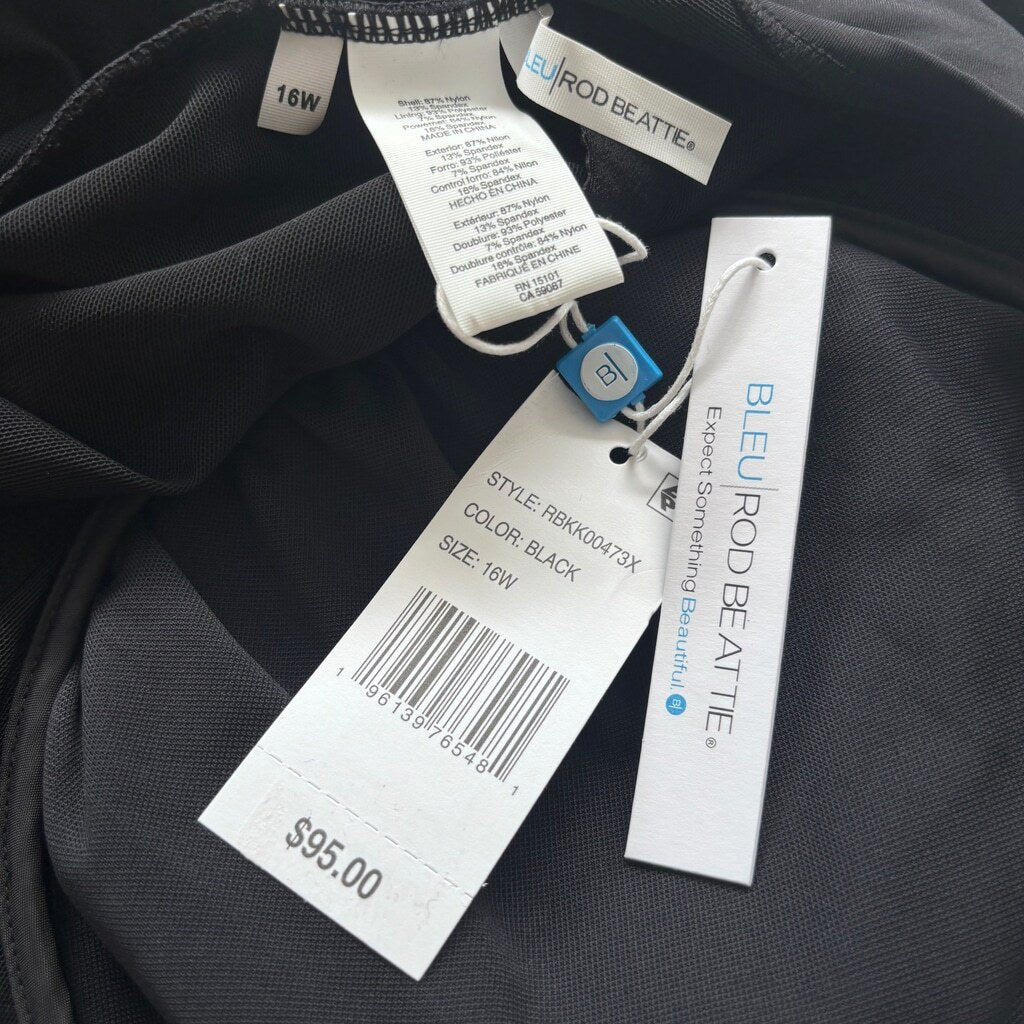 16W
Shell: 87% Nylon
13% Spandex
Lining: 93% Polyester
7% Spandex
Powernet: 84% Nylon
16% Spandex
MADE IN CHINA
Exterior: 87% Nilon
13% Spandex
Forro: 93% Poliéster
7% Spandex
Control forro: 84% Nilon
16% Spandex
HECHO EN CHINA
Extérieur: 87% Nylon
13% Spandex
Doublure: 93% Polyester
7% Spandex
Doublure contrôle: 84% Nylon
16% Spandex
FABRIQUÉ EN CHINE
RN 15101
CA 59087
BLEU|ROD BEATTIE®
B|
STYLE: RBKK00473X
COLOR: BLACK
SIZE: 16W
1 96139 76548 1
$95.00
BLEU|ROD BEATTIE®
Expect Something Beautiful B|